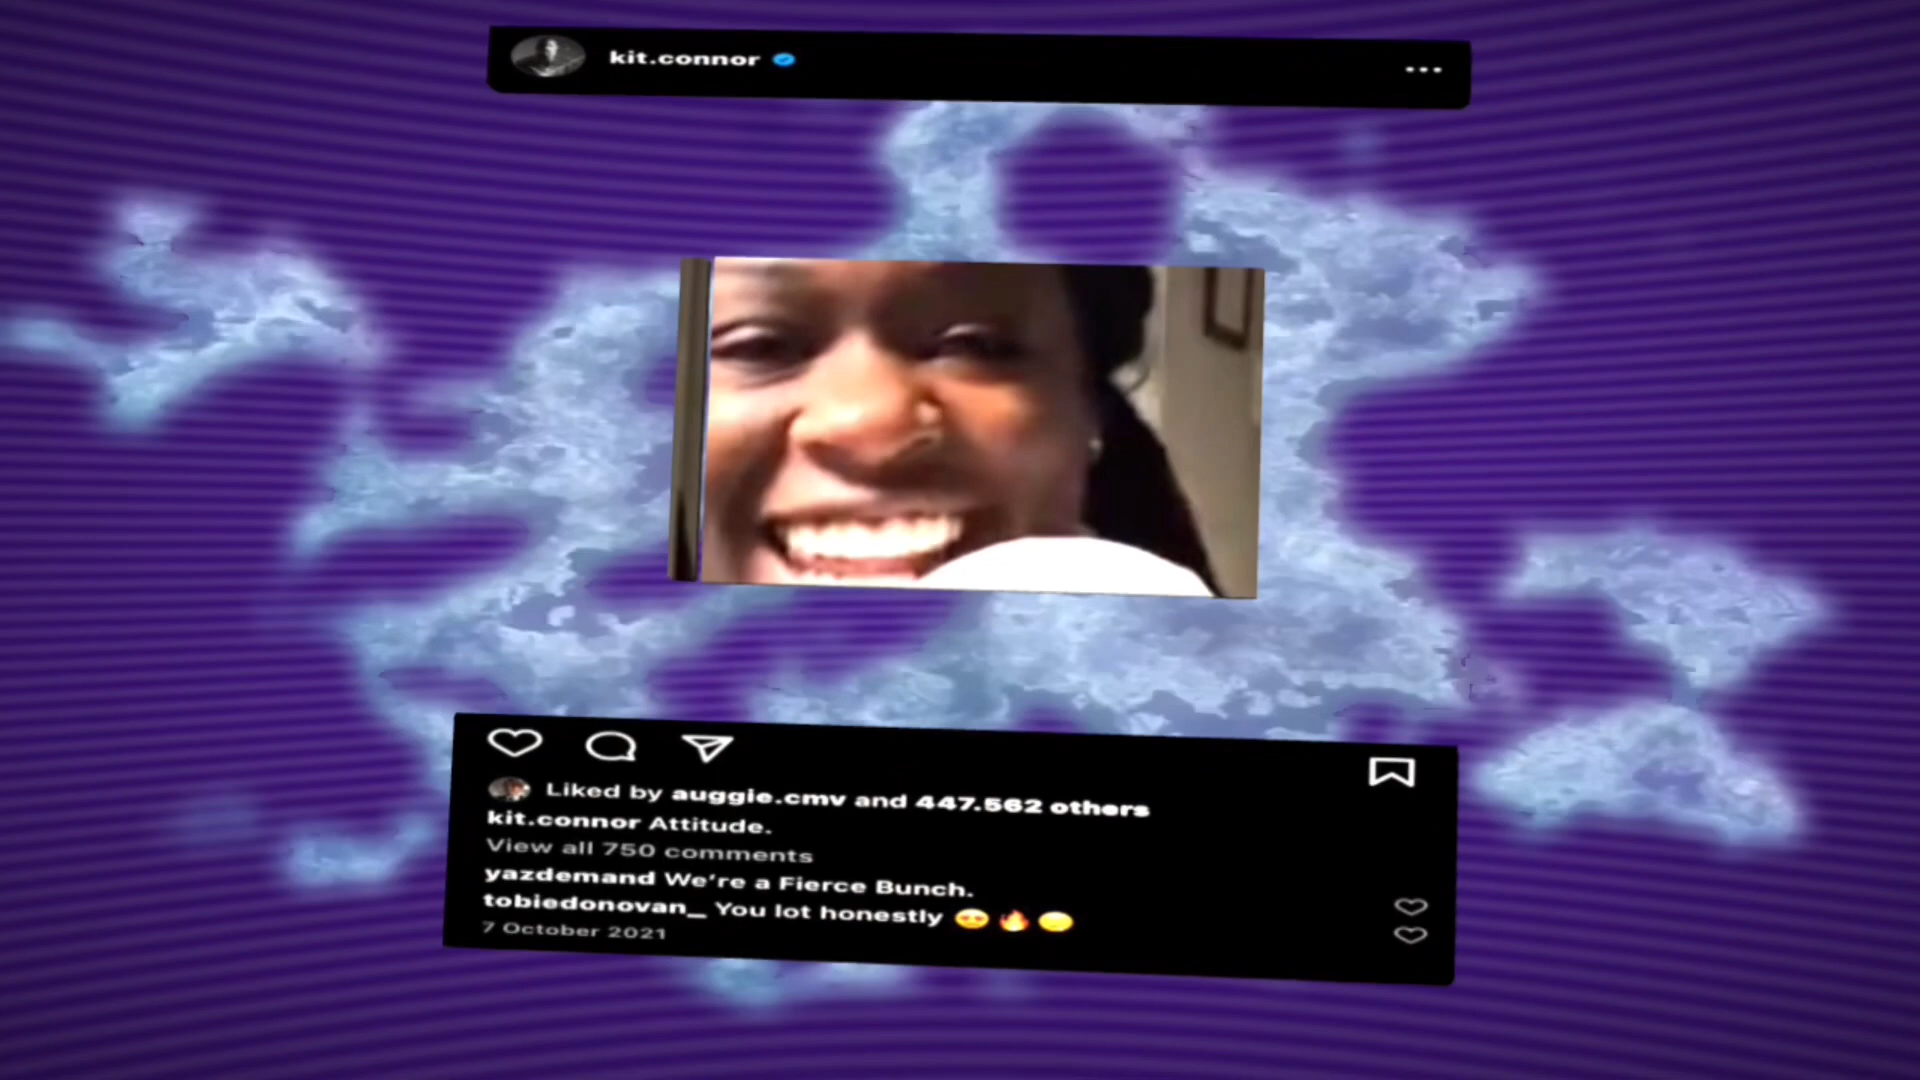 kit.connor
Liked by auggie.cmv and 447.562 others
kit.connor Attitude.
View all 750 comments
yazdemand We're a Fierce Bunch.
tobiedonovan_ You lot honestly 😍 🔥 😑
7 October 2021